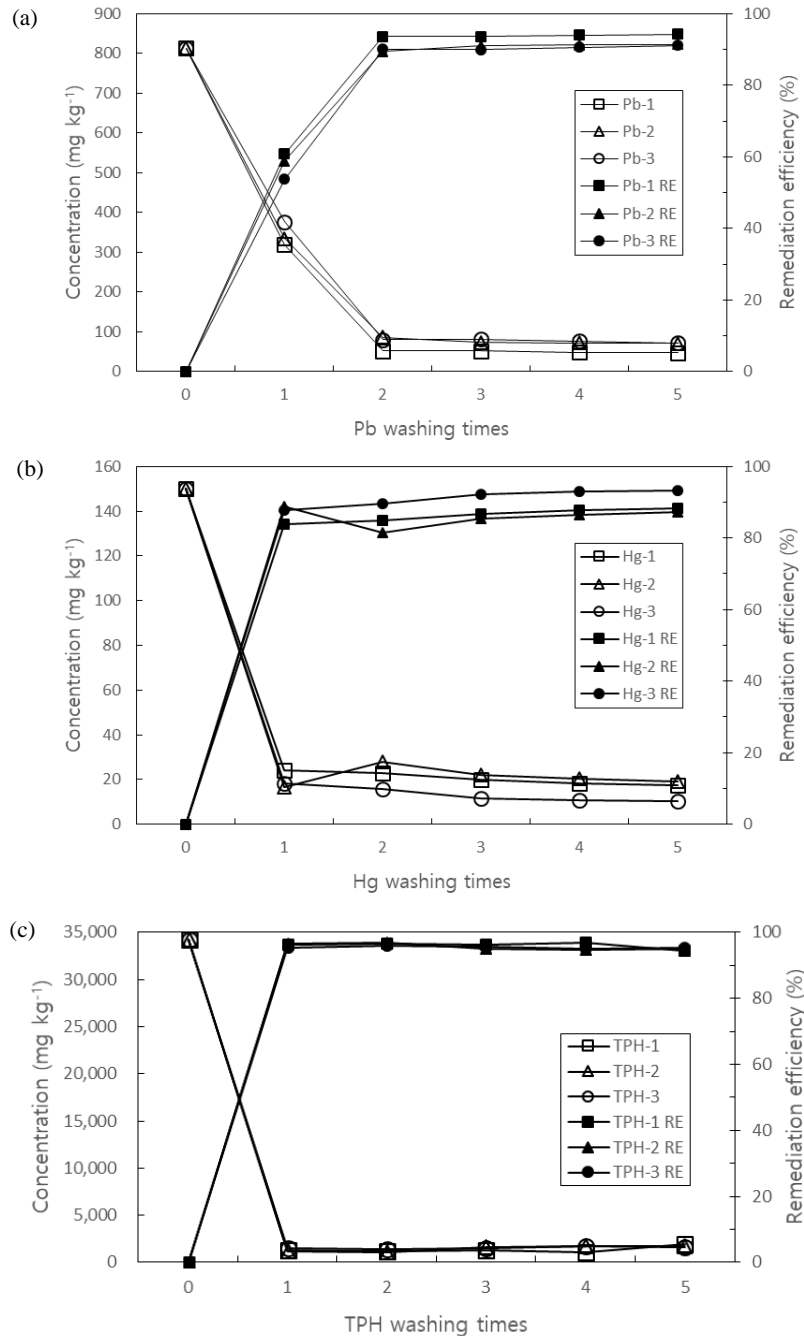 (a)
900
800
700
600
500
400
300
200
100
0
Concentration (mg kg⁻¹)
100
80
60
40
20
0
Remediation efficiency (%)
Pb-1
Pb-2
Pb-3
Pb-1 RE
Pb-2 RE
Pb-3 RE
0 1 2 3 4 5
Pb washing times
(b)
160
140
120
100
80
60
40
20
0
Concentration (mg kg⁻¹)
100
80
60
40
20
0
Remediation efficiency (%)
Hg-1
Hg-2
Hg-3
Hg-1 RE
Hg-2 RE
Hg-3 RE
0 1 2 3 4 5
Hg washing times
(c)
35,000
30,000
25,000
20,000
15,000
10,000
5,000
0
Concentration (mg kg⁻¹)
100
80
60
40
20
0
Remediation efficiency (%)
TPH-1
TPH-2
TPH-3
TPH-1 RE
TPH-2 RE
TPH-3 RE
0 1 2 3 4 5
TPH washing times